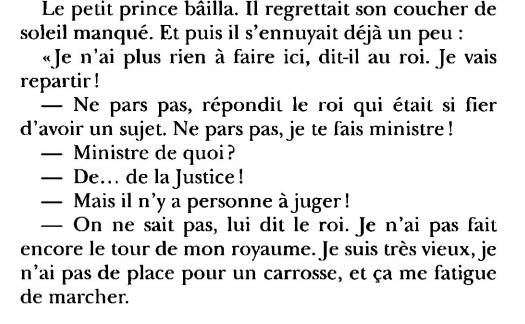 Le petit prince bâilla. Il regrettait son coucher de
soleil manqué. Et puis il s'ennuyait déjà un peu :
«Je n'ai plus rien à faire ici, dit-il au roi. Je vais
repartir !
— Ne pars pas, répondit le roi qui était si fier
d'avoir un sujet. Ne pars pas, je te fais ministre !
— Ministre de quoi ?
— De... de la Justice !
— Mais il n'y a personne à juger !
— On ne sait pas, lui dit le roi. Je n'ai pas fait
encore le tour de mon royaume. Je suis très vieux, je
n'ai pas de place pour un carrosse, et ça me fatigue
de marcher.